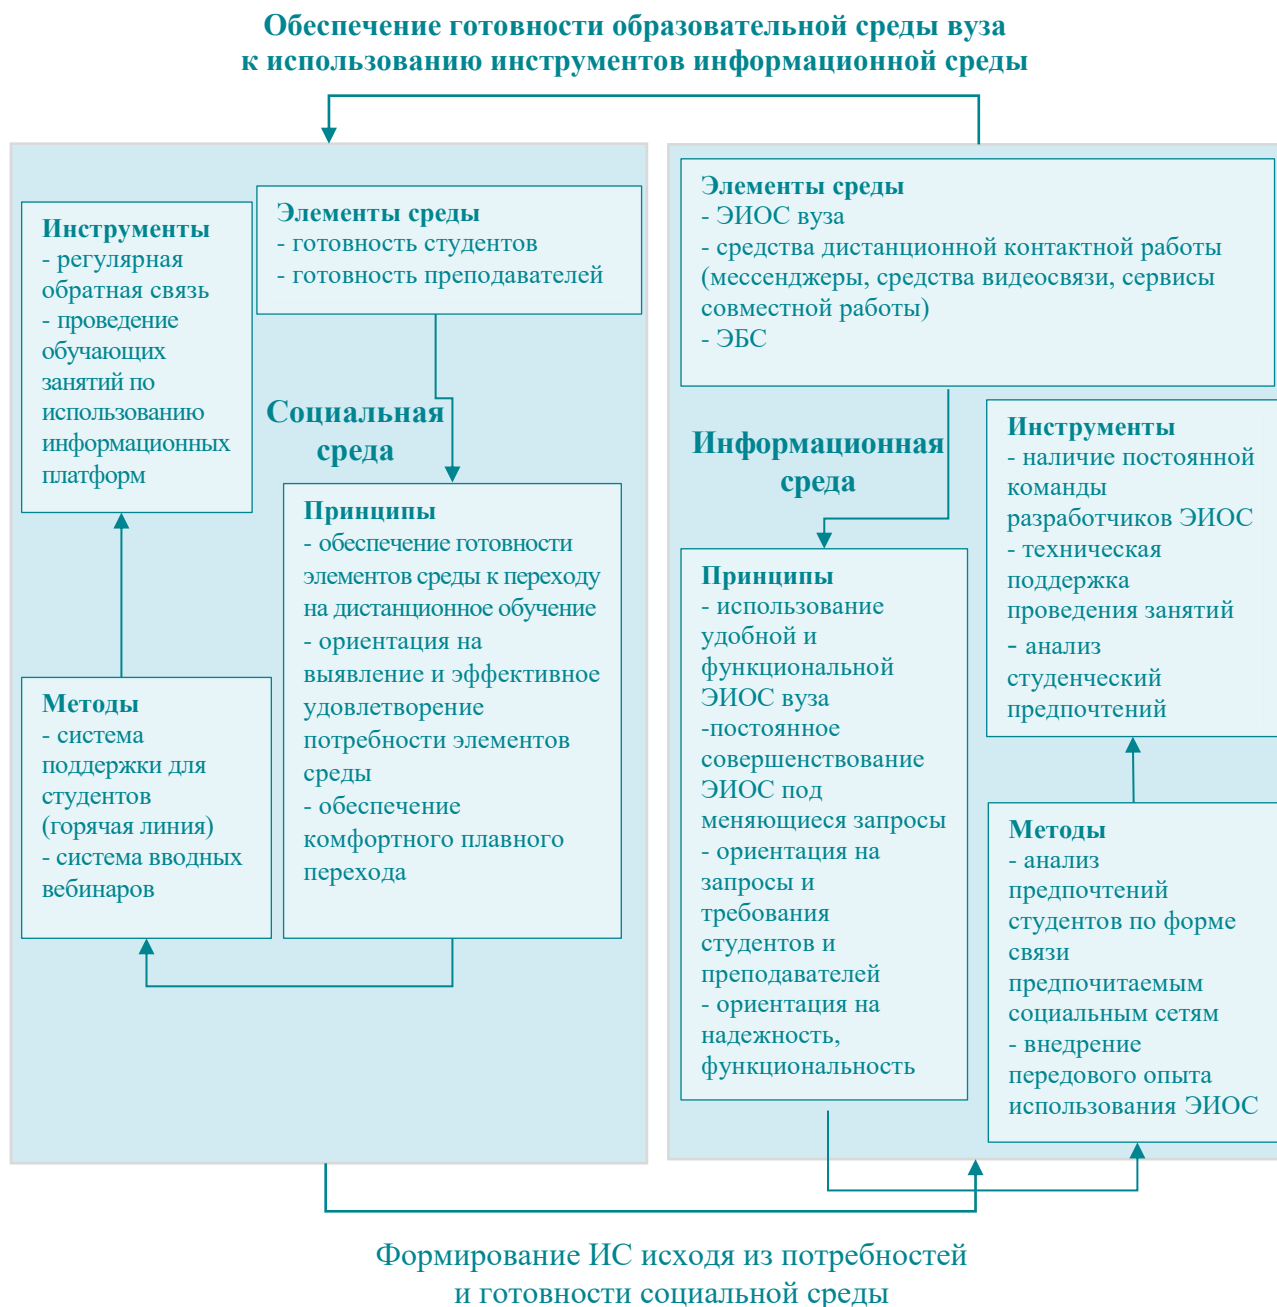 Обеспечение готовности образовательной среды вуза
к использованию инструментов информационной среды
Инструменты
- регулярная
обратная связь
- проведение
обучающих
занятий по
использованию
информационных
платформ
Элементы среды
- готовность студентов
- готовность преподавателей
Социальная
среда
Принципы
- обеспечение готовности
элементов среды к переходу
на дистанционное обучение
- ориентация на
выявление и эффективное
удовлетворение
потребности элементов
среды
- обеспечение
комфортного плавного
перехода
Методы
- система
поддержки для
студентов
(горячая линия)
- система вводных
вебинаров
Элементы среды
- ЭИОС вуза
- средства дистанционной контактной работы
(мессенджеры, средства видеосвязи, сервисы
совместной работы)
- ЭБС
Информационная
среда
Принципы
- использование
удобной и
функциональной
ЭИОС вуза
-постоянное
совершенствование
ЭИОС под
меняющиеся запросы
- ориентация на
запросы и
требования
студентов и
преподавателей
- ориентация на
надежность,
функциональность
Инструменты
- наличие постоянной
команды
разработчиков ЭИОС
- техническая
поддержка
проведения занятий
- анализ
студенческий
предпочтений
Методы
- анализ
предпочтений
студентов по форме
связи
предпочитаемым
социальным сетям
- внедрение
передового опыта
использования ЭИОС
Формирование ИС исходя из потребностей
и готовности социальной среды